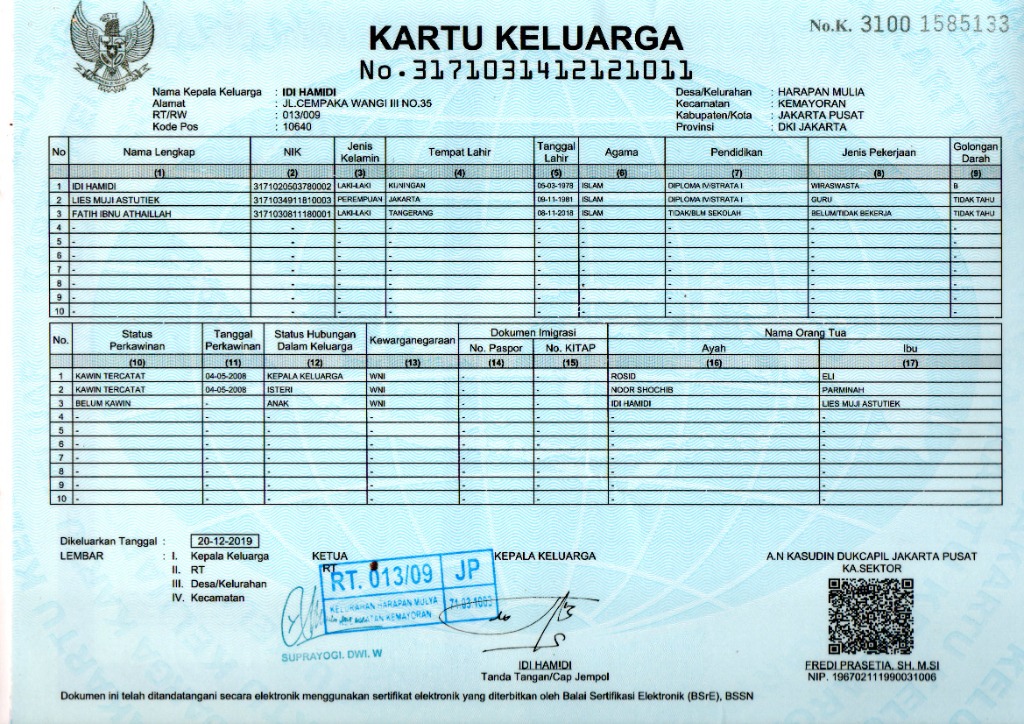 No.K. 3100 1585133
KARTU KELUARGA
No.3171031412121011
Nama Kepala Keluarga : IDI HAMIDI
Alamat : JL.CEMPAKA WANGI III NO.35
RT/RW : 013/009
Kode Pos : 10640
Desa/Kelurahan : HARAPAN MULIA
Kecamatan : KEMAYORAN
Kabupaten/Kota : JAKARTA PUSAT
Provinsi : DKI JAKARTA
No Nama Lengkap NIK Jenis Kelamin Tempat Lahir Tanggal Lahir Agama Pendidikan Jenis Pekerjaan Golongan Darah
(1) (2) (3) (4) (5) (6) (7) (8) (9)
1 IDI HAMIDI 3171020503780002 LAKI-LAKI KUNINGAN 05-03-1978 ISLAM DIPLOMA IV/STRATA I WIRASWASTA B
2 LIES MUJI ASTUTIEK 3171034911810003 PEREMPUAN JAKARTA 09-11-1981 ISLAM DIPLOMA IV/STRATA I GURU TIDAK TAHU
3 FATIH IBNU ATHAILLAH 3171030811180001 LAKI-LAKI TANGERANG 08-11-2018 ISLAM TIDAK/BLM SEKOLAH BELUM/TIDAK BEKERJA TIDAK TAHU
4 - - - - - - - - -
5 - - - - - - - - -
6 - - - - - - - - -
7 - - - - - - - - -
8 - - - - - - - - -
9 - - - - - - - - -
10 - - - - - - - - -
No. Status Perkawinan Tanggal Perkawinan Status Hubungan Dalam Keluarga Kewarganegaraan Dokumen Imigrasi Nama Orang Tua
No. Paspor No. KITAP Ayah Ibu
(10) (11) (12) (13) (14) (15) (16) (17)
1 KAWIN TERCATAT 04-05-2008 KEPALA KELUARGA WNI - - ROSID ELI
2 KAWIN TERCATAT 04-05-2008 ISTERI WNI - - NOOR SHOCHIB PARMINAH
3 BELUM KAWIN - ANAK WNI - - IDI HAMIDI LIES MUJI ASTUTIEK
4 - - - - - - - -
5 - - - - - - - -
6 - - - - - - - -
7 - - - - - - - -
8 - - - - - - - -
9 - - - - - - - -
10 - - - - - - - -
Dikeluarkan Tanggal : 20-12-2019
LEMBAR : I. Kepala Keluarga
II. RT
III. Desa/Kelurahan
IV. Kecamatan
KETUA
RT
RT. 013/09 JP
KELURAHAN HARAPAN MULYA
KEMAYORAN
SUPRAYOGI. DWI. W
KEPALA KELUARGA
IDI HAMIDI
Tanda Tangan/Cap Jempol
A.N KASUDIN DUKCAPIL JAKARTA PUSAT
KA.SEKTOR
FREDI PRASETIA, SH, M.SI
NIP. 196702111990031006
Dokumen ini telah ditandatangani secara elektronik menggunakan sertifikat elektronik yang diterbitkan oleh Balai Sertifikasi Elektronik (BSrE), BSSN